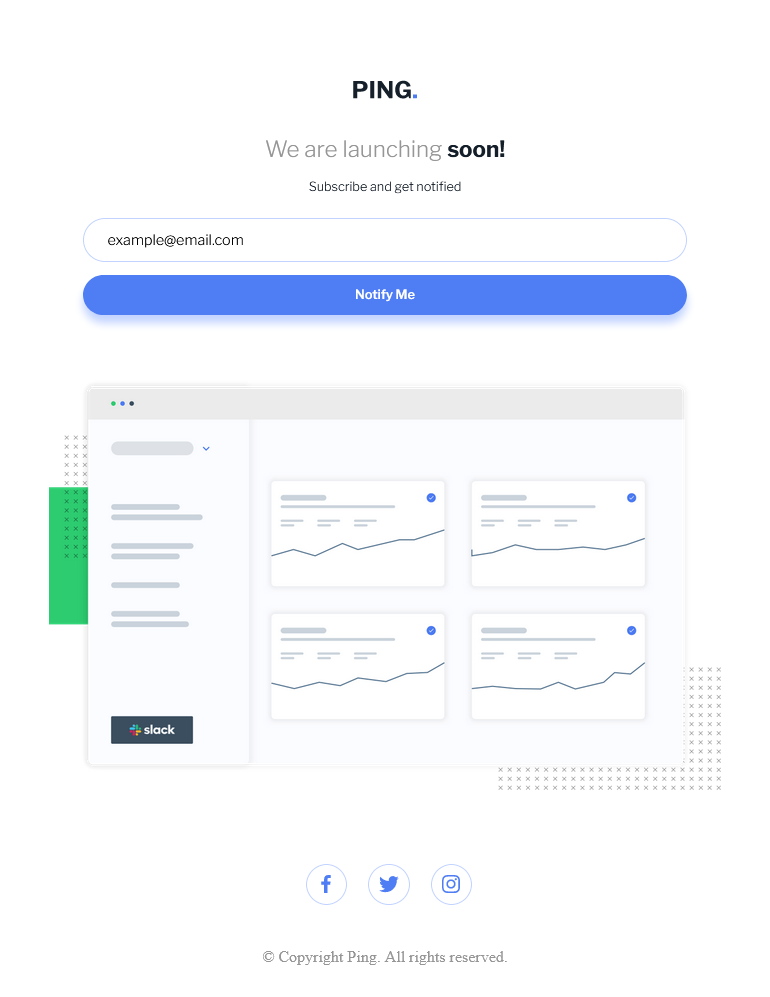 PING.
We are launching soon!
Subscribe and get notified
example@email.com
Notify Me
slack
© Copyright Ping. All rights reserved.